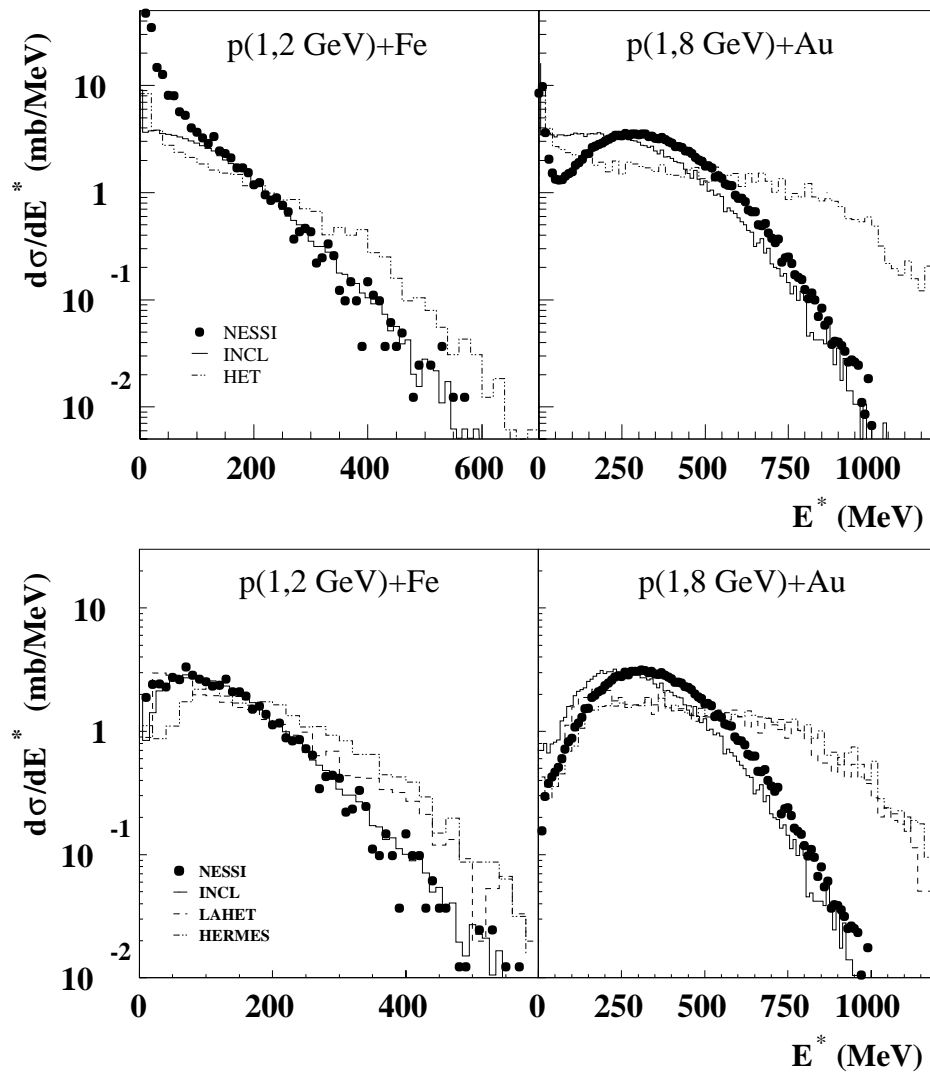 p(1,2 GeV)+Fe
p(1,8 GeV)+Au
dσ/dE* (mb/MeV)
10
1
10-1
10-2
NESSI
INCL
HET
0
200
400
600
0
250
500
750
1000
E* (MeV)
p(1,2 GeV)+Fe
p(1,8 GeV)+Au
dσ/dE* (mb/MeV)
10
1
10-1
10-2
NESSI
INCL
LAHET
HERMES
0
200
400
0
250
500
750
1000
E* (MeV)